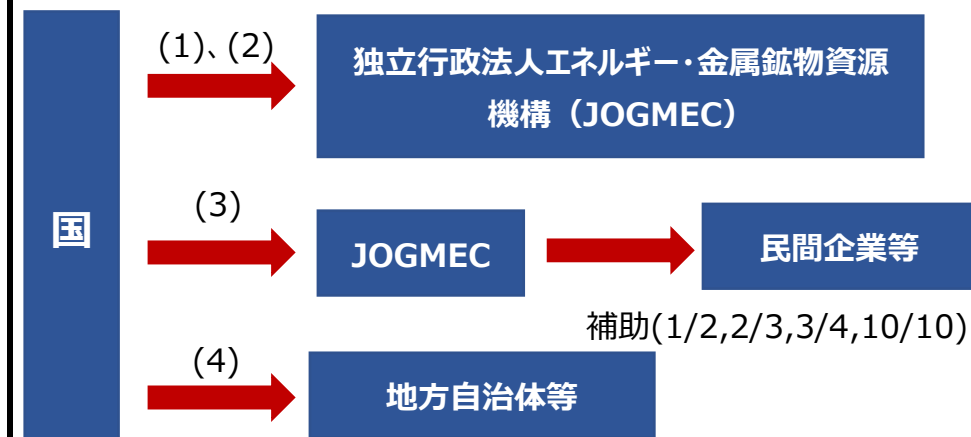 国
(1)、(2)
独立行政法人エネルギー・金属鉱物資源
機構（JOGMEC）
(3)
JOGMEC
民間企業等
補助(1/2,2/3,3/4,10/10)
(4)
地方自治体等